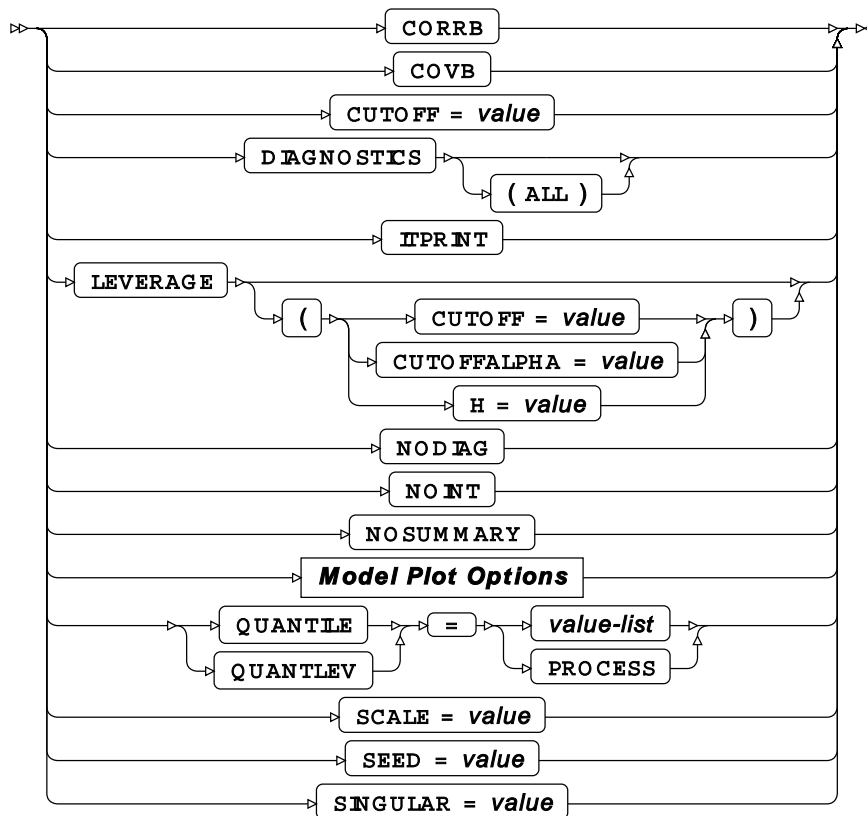 CORRB
COVB
CUTOFF = value
DIAGNOSTICS
( ALL )
ITPRINT
LEVERAGE
( CUTOFF = value )
CUTOFFALPHA = value
H = value
NODIAG
NOINT
NOSUMMARY
Model Plot Options
QUANTILE = value-list
QUANTLEV PROCESS
SCALE = value
SEED = value
SINGULAR = value